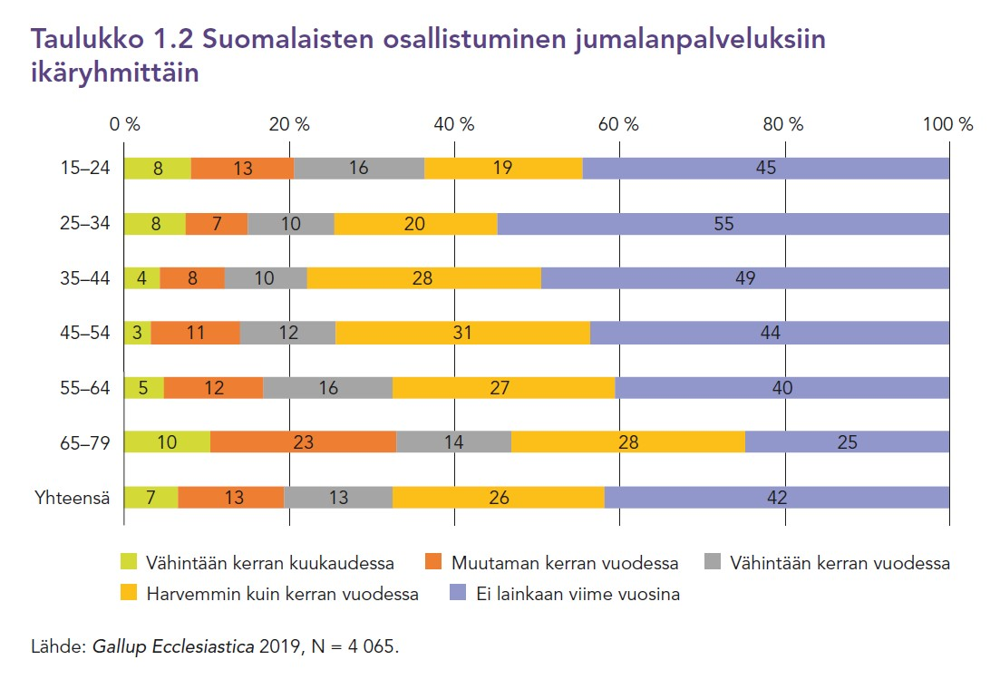 Taulukko 1.2 Suomalaisten osallistuminen jumalanpalveluksiin
ikäryhmittäin
0 % 20 % 40 % 60 % 80 % 100 %
15–24 8 13 16 19 45
25–34 8 7 10 20 55
35–44 4 8 10 28 49
45–54 3 11 12 31 44
55–64 5 12 16 27 40
65–79 10 23 14 28 25
Yhteensä 7 13 13 26 42
Vähintään kerran kuukaudessa Muutaman kerran vuodessa Vähintään kerran vuodessa
Harvemmin kuin kerran vuodessa Ei lainkaan viime vuosina
Lähde: Gallup Ecclesiastica 2019, N = 4 065.